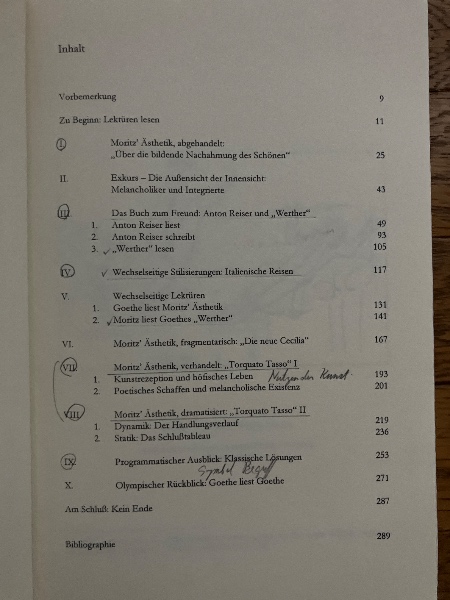 Inhalt
Vorbemerkung 9
Zu Beginn: Lektüren lesen 11
I. Moritz' Ästhetik, abgehandelt:
„Über die bildende Nachahmung des Schönen“ 25
II. Exkurs – Die Außensicht der Innensicht:
Melancholiker und Integrierte 43
III. Das Buch zum Freund: Anton Reiser und „Werther“
1. Anton Reiser liest 49
2. Anton Reiser schreibt 93
3. ✓ „Werther“ lesen 105
IV. ✓ Wechselseitige Stilisierungen: Italienische Reisen 117
V. Wechselseitige Lektüren
1. Goethe liest Moritz' Ästhetik 131
2. ✓ Moritz liest Goethes „Werther“ 141
VI. Moritz' Ästhetik, fragmentarisch: „Die neue Cecilia“ 167
VII. Moritz' Ästhetik, verhandelt: „Torquato Tasso“ I
1. Kunstrezeption und höfisches Leben 193
2. Poetisches Schaffen und melancholische Existenz 201
VIII. Moritz' Ästhetik, dramatisiert: „Torquato Tasso“ II
1. Dynamik: Der Handlungsverlauf 219
2. Statik: Das Schlußtableau 236
IX. Programmatischer Ausblick: Klassische Lösungen 253
Symbol Begriff
X. Olympischer Rückblick: Goethe liest Goethe 271
Am Schluß: Kein Ende 287
Bibliographie 289